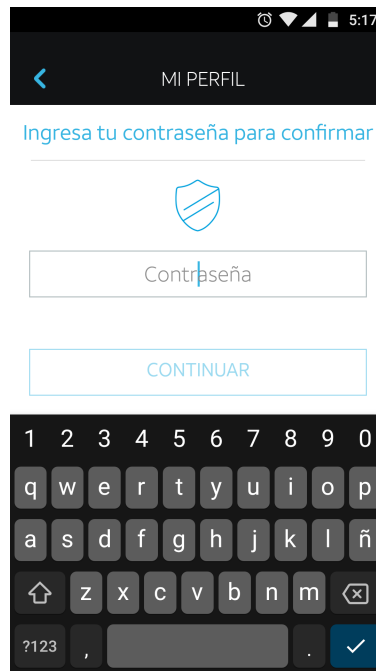 5:17
MI PERFIL
Ingresa tu contraseña para confirmar
Contraseña
CONTINUAR
1 2 3 4 5 6 7 8 9 0
q w e r t y u i o p
a s d f g h j k l ñ
z x c v b n m
?123 , .